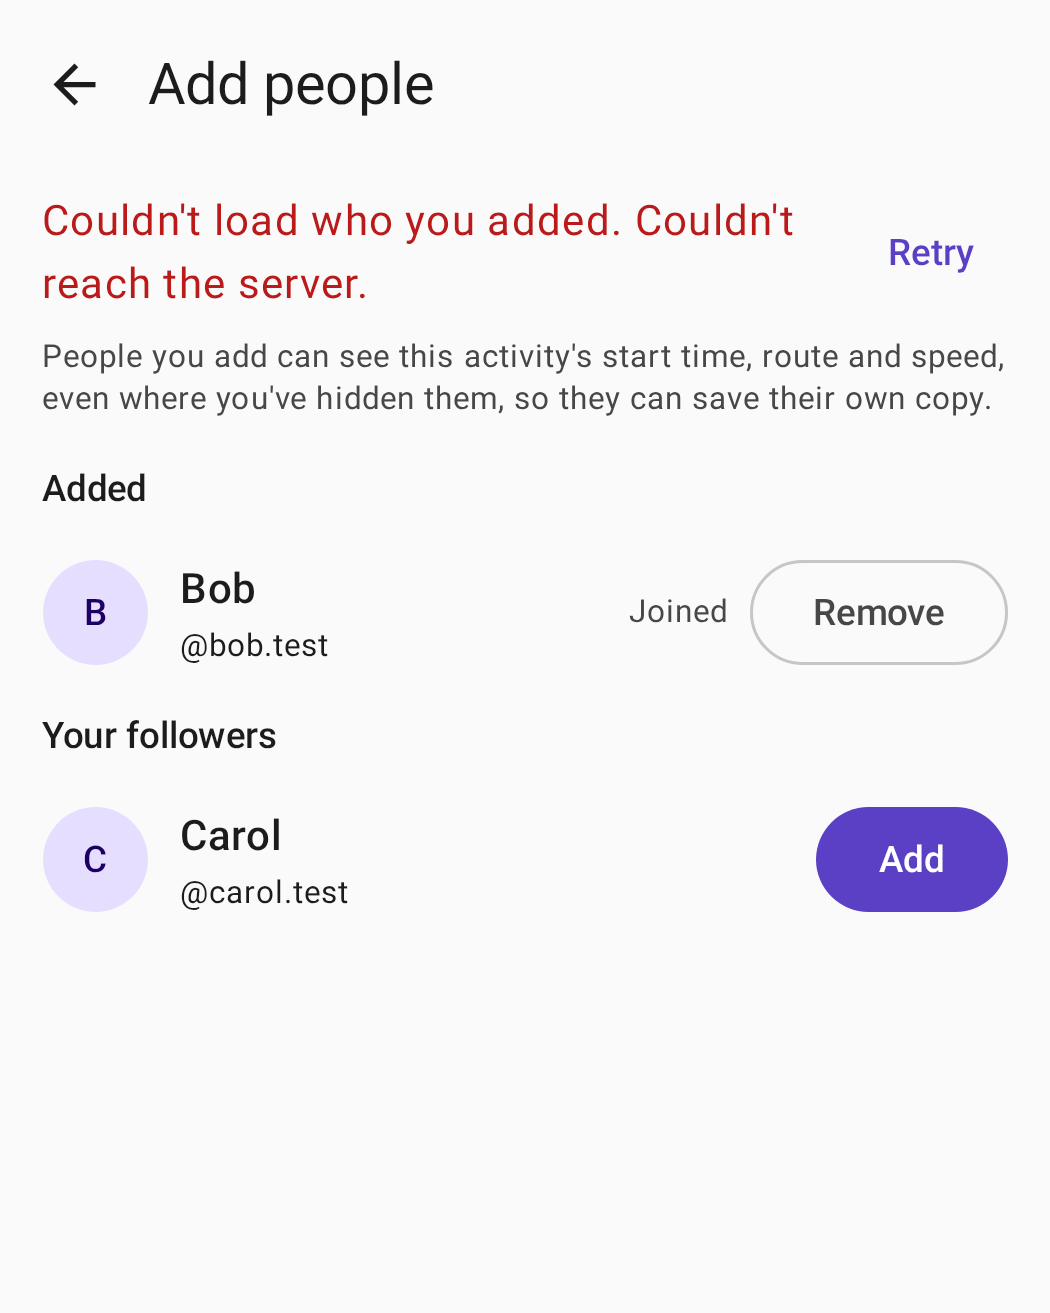 Add people
Couldn't load who you added. Couldn't
reach the server.
Retry
People you add can see this activity's start time, route and speed,
even where you've hidden them, so they can save their own copy.
Added
B
Bob
@bob.test
Joined
Remove
Your followers
C
Carol
@carol.test
Add